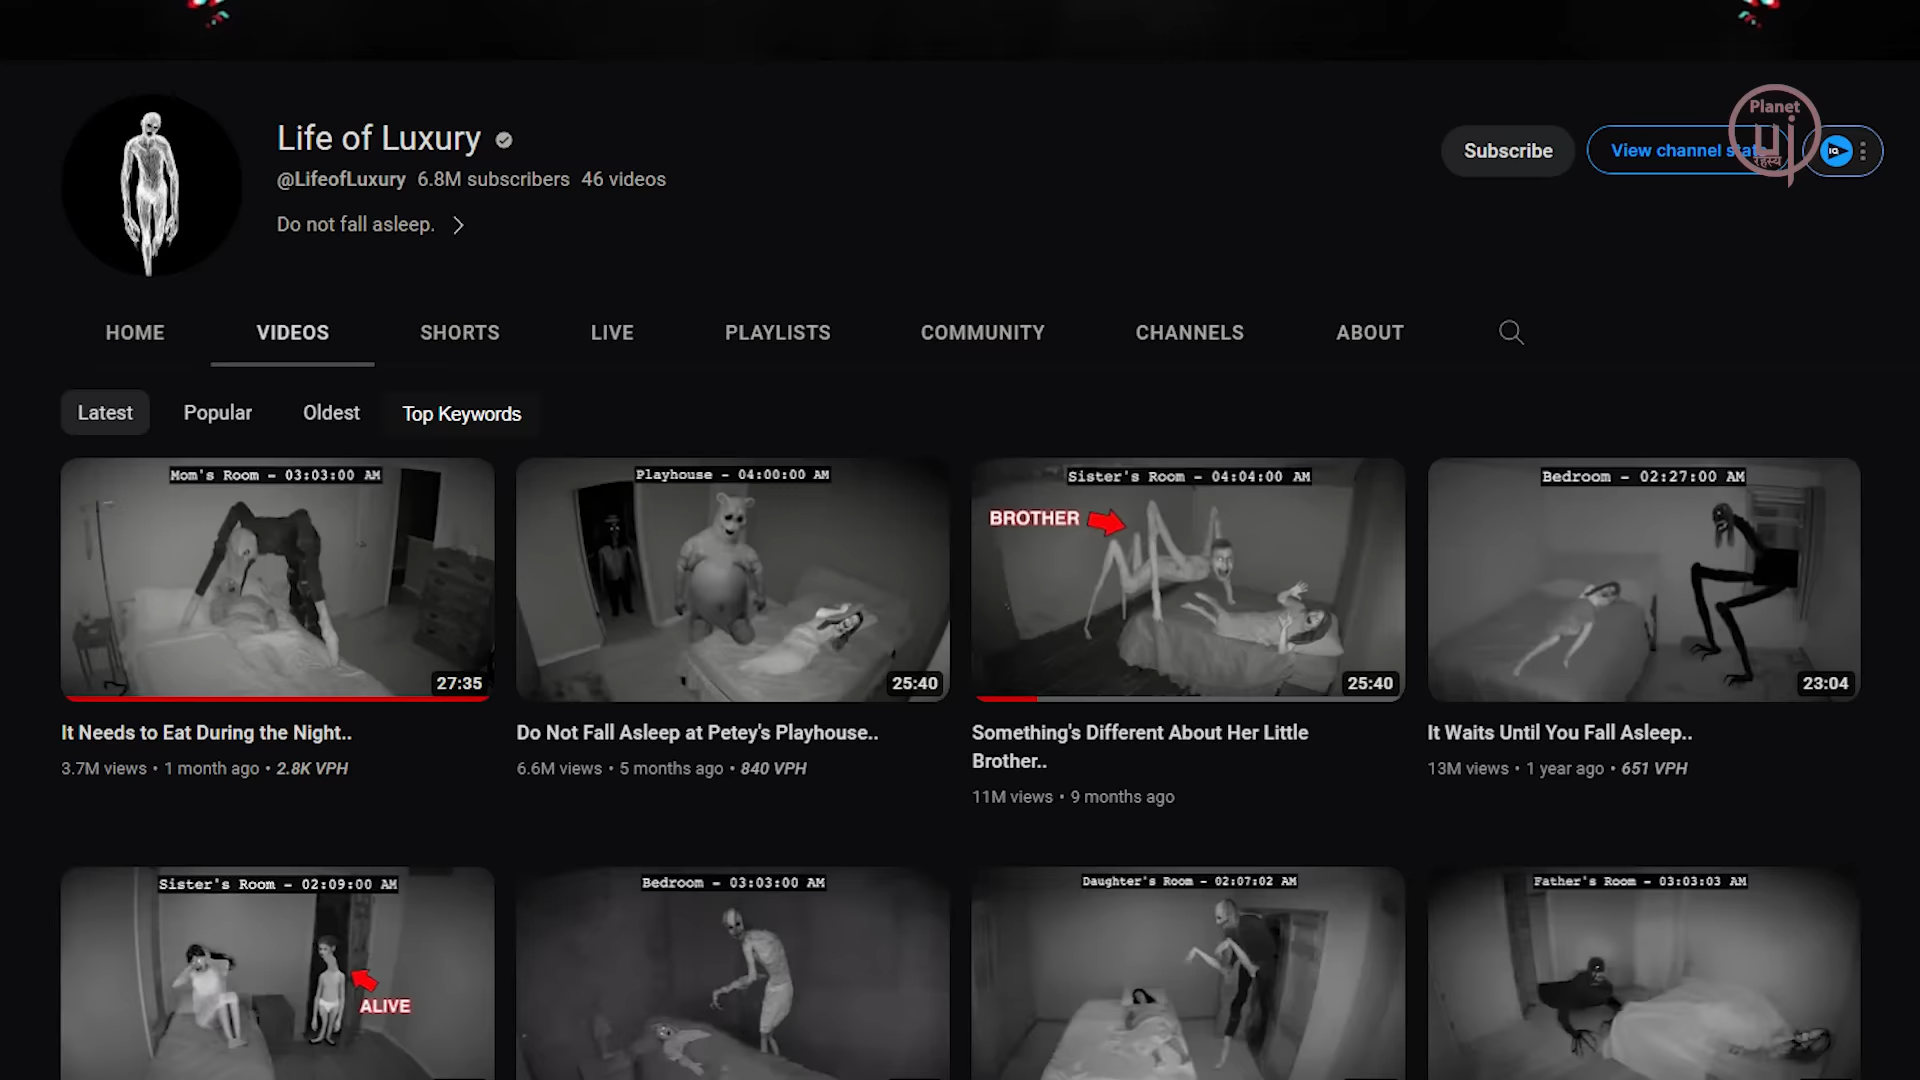 Life of Luxury
@LifeofLuxury 6.8M subscribers 46 videos
Do not fall asleep.
Subscribe
View channel stats
Planet
uj
रहस्य
HOME VIDEOS SHORTS LIVE PLAYLISTS COMMUNITY CHANNELS ABOUT
Latest Popular Oldest Top Keywords
Mom's Room - 03:03:00 AM
27:35
It Needs to Eat During the Night..
3.7M views • 1 month ago • 2.8K VPH
Playhouse - 04:00:00 AM
25:40
Do Not Fall Asleep at Petey's Playhouse..
6.6M views • 5 months ago • 840 VPH
Sister's Room - 04:04:00 AM
BROTHER
25:40
Something's Different About Her Little
Brother..
11M views • 9 months ago
Bedroom - 02:27:00 AM
23:04
It Waits Until You Fall Asleep..
13M views • 1 year ago • 651 VPH
Sister's Room - 02:09:00 AM
ALIVE
Bedroom - 03:03:00 AM
Daughter's Room - 02:07:02 AM
Father's Room - 03:03:03 AM